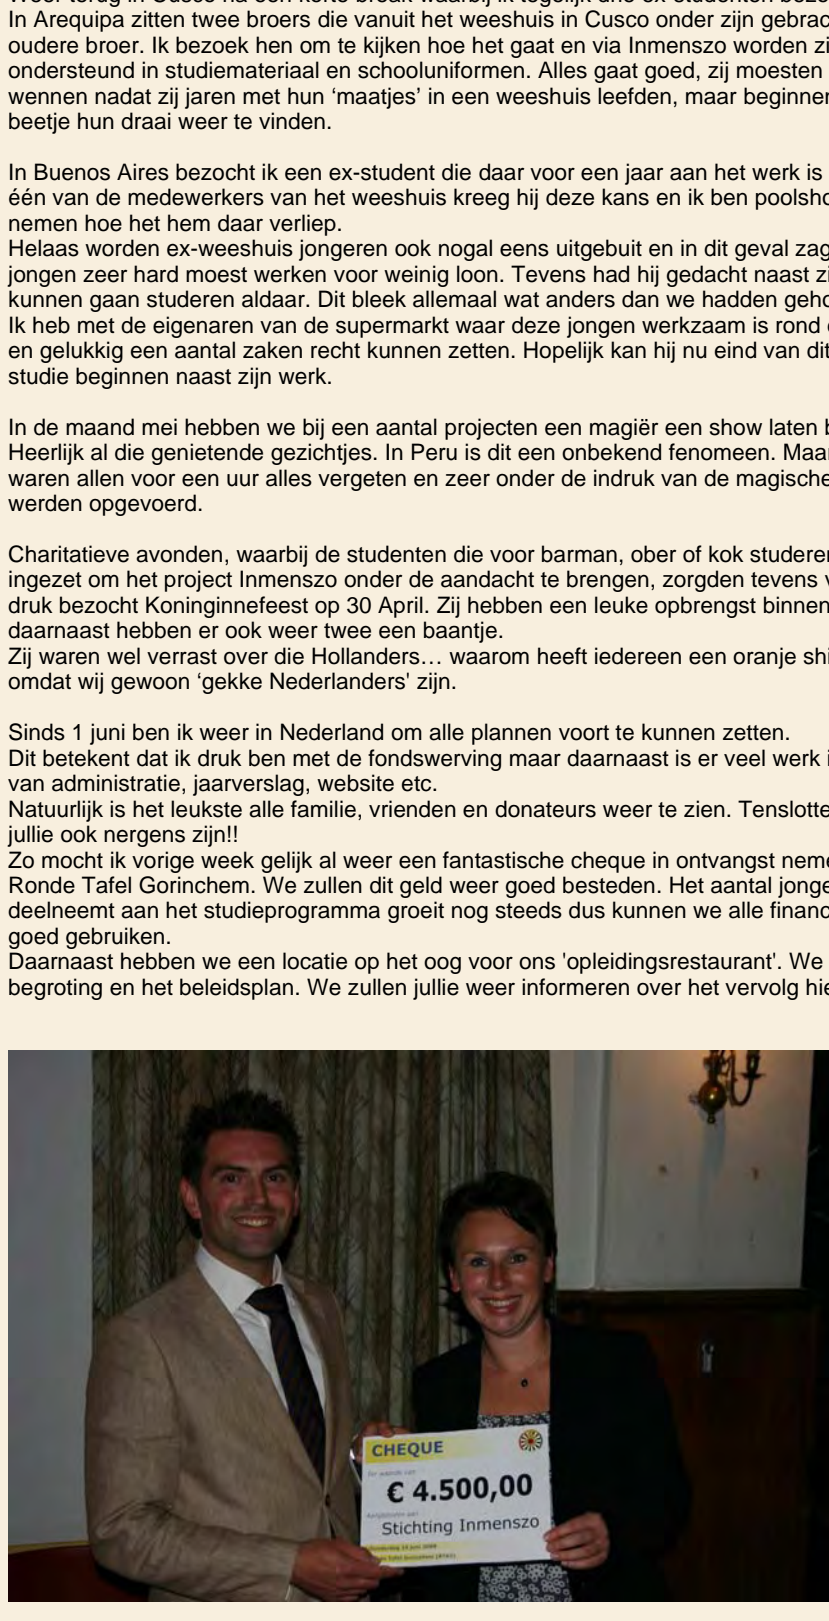 Weer terug in Cusco na een korte break waarbij ik tegelijk drie ex-studenten
In Arequipa zitten twee broers die vanuit het weeshuis in Cusco onder zijn
oudere broer. Ik bezoek hen om te kijken hoe het gaat en via Inmenszo worden
ondersteund in studiemateriaal en schooluniformen. Alles gaat goed, zij moesten
wennen nadat zij jaren met hun ‘maatjes’ in een weeshuis leefden, maar
beetje hun draai weer te vinden.
In Buenos Aires bezocht ik een ex-student die daar voor een jaar aan het werk is
één van de medewerkers van het weeshuis kreeg hij deze kans en ik ben
nemen hoe het hem daar verliep.
Helaas worden ex-weeshuis jongeren ook nogal eens uitgebuit en in dit geval zag
jongen zeer hard moest werken voor weinig loon. Tevens had hij gedacht naast
kunnen gaan studeren aldaar. Dit bleek allemaal wat anders dan we hadden
Ik heb met de eigenaren van de supermarkt waar deze jongen werkzaam is rond
en gelukkig een aantal zaken recht kunnen zetten. Hopelijk kan hij nu eind van dit
studie beginnen naast zijn werk.
In de maand mei hebben we bij een aantal projecten een magiër een show laten
Heerlijk al die genietende gezichtjes. In Peru is dit een onbekend fenomeen. Maar
waren allen voor een uur alles vergeten en zeer onder de indruk van de magische
werden opgevoerd.
Charitatieve avonden, waarbij de studenten die voor barman, ober of kok
ingezet om het project Inmenszo onder de aandacht te brengen, zorgden tevens
druk bezocht Koninginnefeest op 30 April. Zij hebben een leuke opbrengst
daarnaast hebben er ook weer twee een baantje.
Zij waren wel verrast over die Hollanders… waarom heeft iedereen een oranje
omdat wij gewoon ‘gekke Nederlanders' zijn.
Sinds 1 juni ben ik weer in Nederland om alle plannen voort te kunnen zetten.
Dit betekent dat ik druk ben met de fondswerving maar daarnaast is er veel werk
van administratie, jaarverslag, website etc.
Natuurlijk is het leukste alle familie, vrienden en donateurs weer te zien. Tenslotte
jullie ook nergens zijn!!
Zo mocht ik vorige week gelijk al weer een fantastische cheque in ontvangst
Ronde Tafel Gorinchem. We zullen dit geld weer goed besteden. Het aantal
deelneemt aan het studieprogramma groeit nog steeds dus kunnen we alle
goed gebruiken.
Daarnaast hebben we een locatie op het oog voor ons 'opleidingsrestaurant'. We
begroting en het beleidsplan. We zullen jullie weer informeren over het vervolg
CHEQUE
€ 4.500,00
Stichting Inmenszo